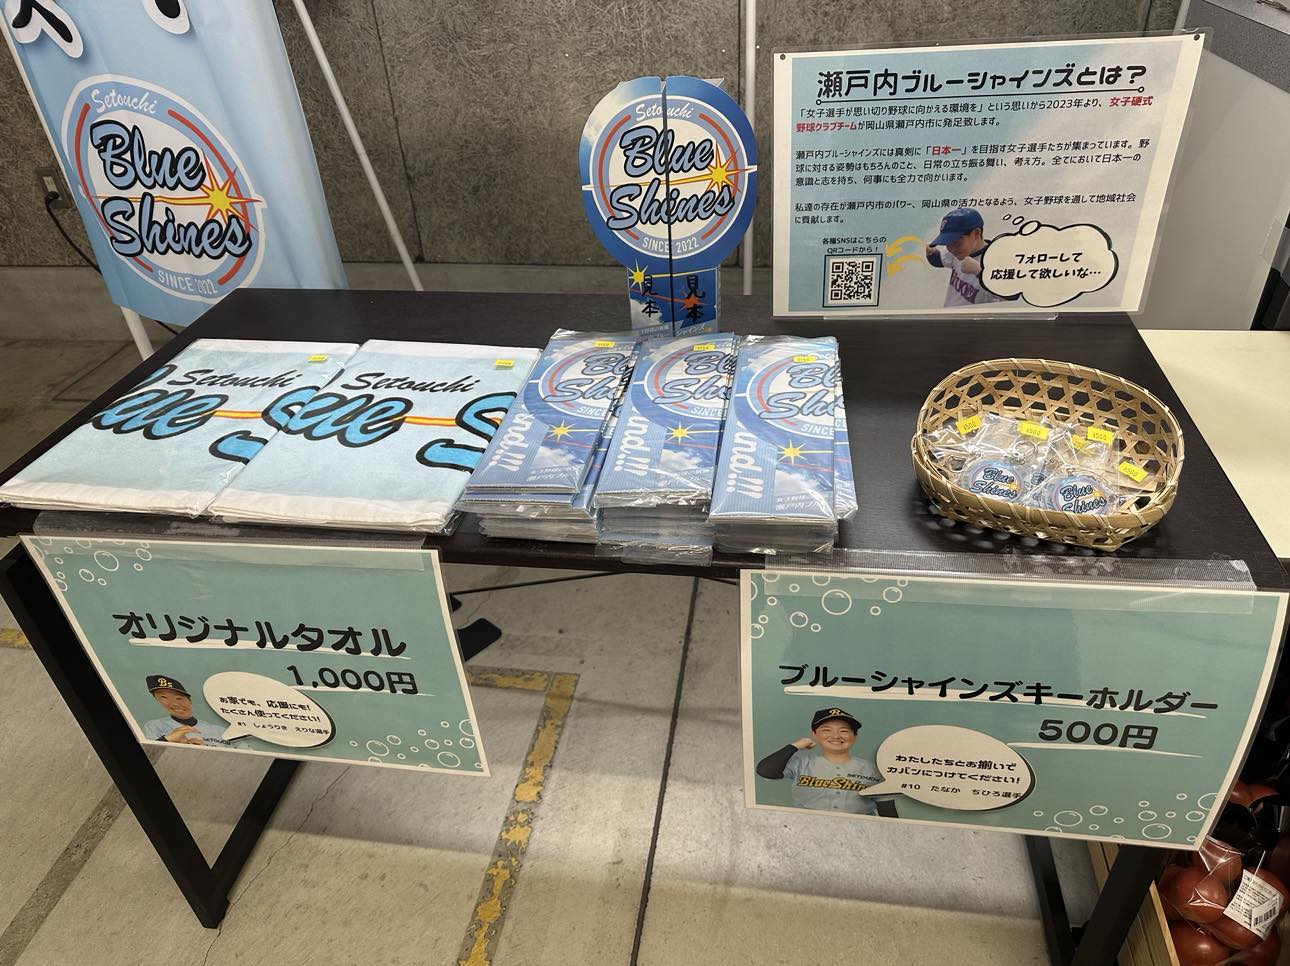 Setouchi
Blue
Shines
SINCE 2022
Setouchi
Blue
Shines
SINCE 2022
見本
見本
瀬戸内ブルーシャインズとは?
「女子選手が思い切り野球に向かえる環境を」という思いから2023年より、女子硬式
野球クラブチームが岡山県瀬戸内市に発足致します。
瀬戸内ブルーシャインズには真剣に「日本一」を目指す女子選手たちが集まっています。野
球に対する姿勢はもちろんのこと、日常の立ち振る舞い、考え方。全てにおいて日本一の
意識と志を持ち、何事にも全力で向かいます。
私達の存在が瀬戸内市のパワー、岡山県の活力となるよう、女子野球を通して地域社会
に貢献します。
各種SNSはこちらの
QRコードから!
フォローして
応援して欲しいな…
Setouchi
Setouchi
Blue
Shines
¥500
¥500
¥500
¥500
オリジナルタオル
1,000円
お家でも、応援にも!
たくさん使ってください!
#1 しょうりき えりな選手
ブルーシャインズキーホルダー
500円
わたしたちとお揃いで
カバンにつけてください!
#10 たなか ちひろ選手
SETOUCHI